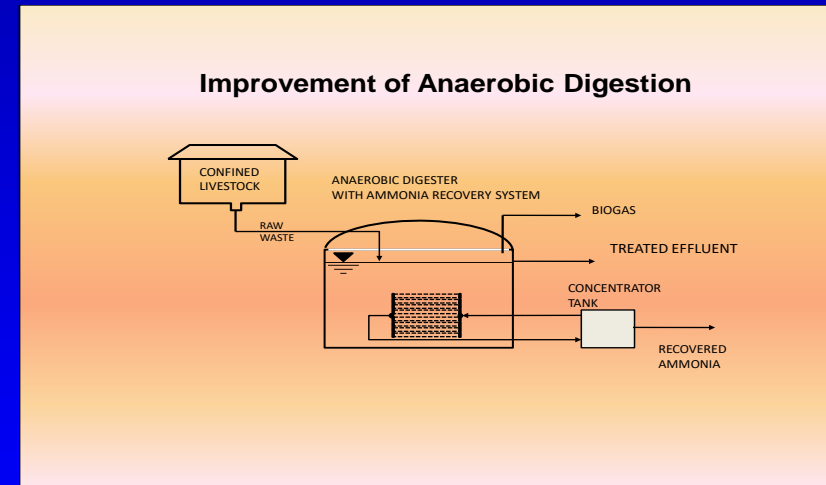 Improvement of Anaerobic Digestion
CONFINED
LIVESTOCK
ANAEROBIC DIGESTER
WITH AMMONIA RECOVERY SYSTEM
RAW
WASTE
BIOGAS
TREATED EFFLUENT
CONCENTRATOR
TANK
RECOVERED
AMMONIA